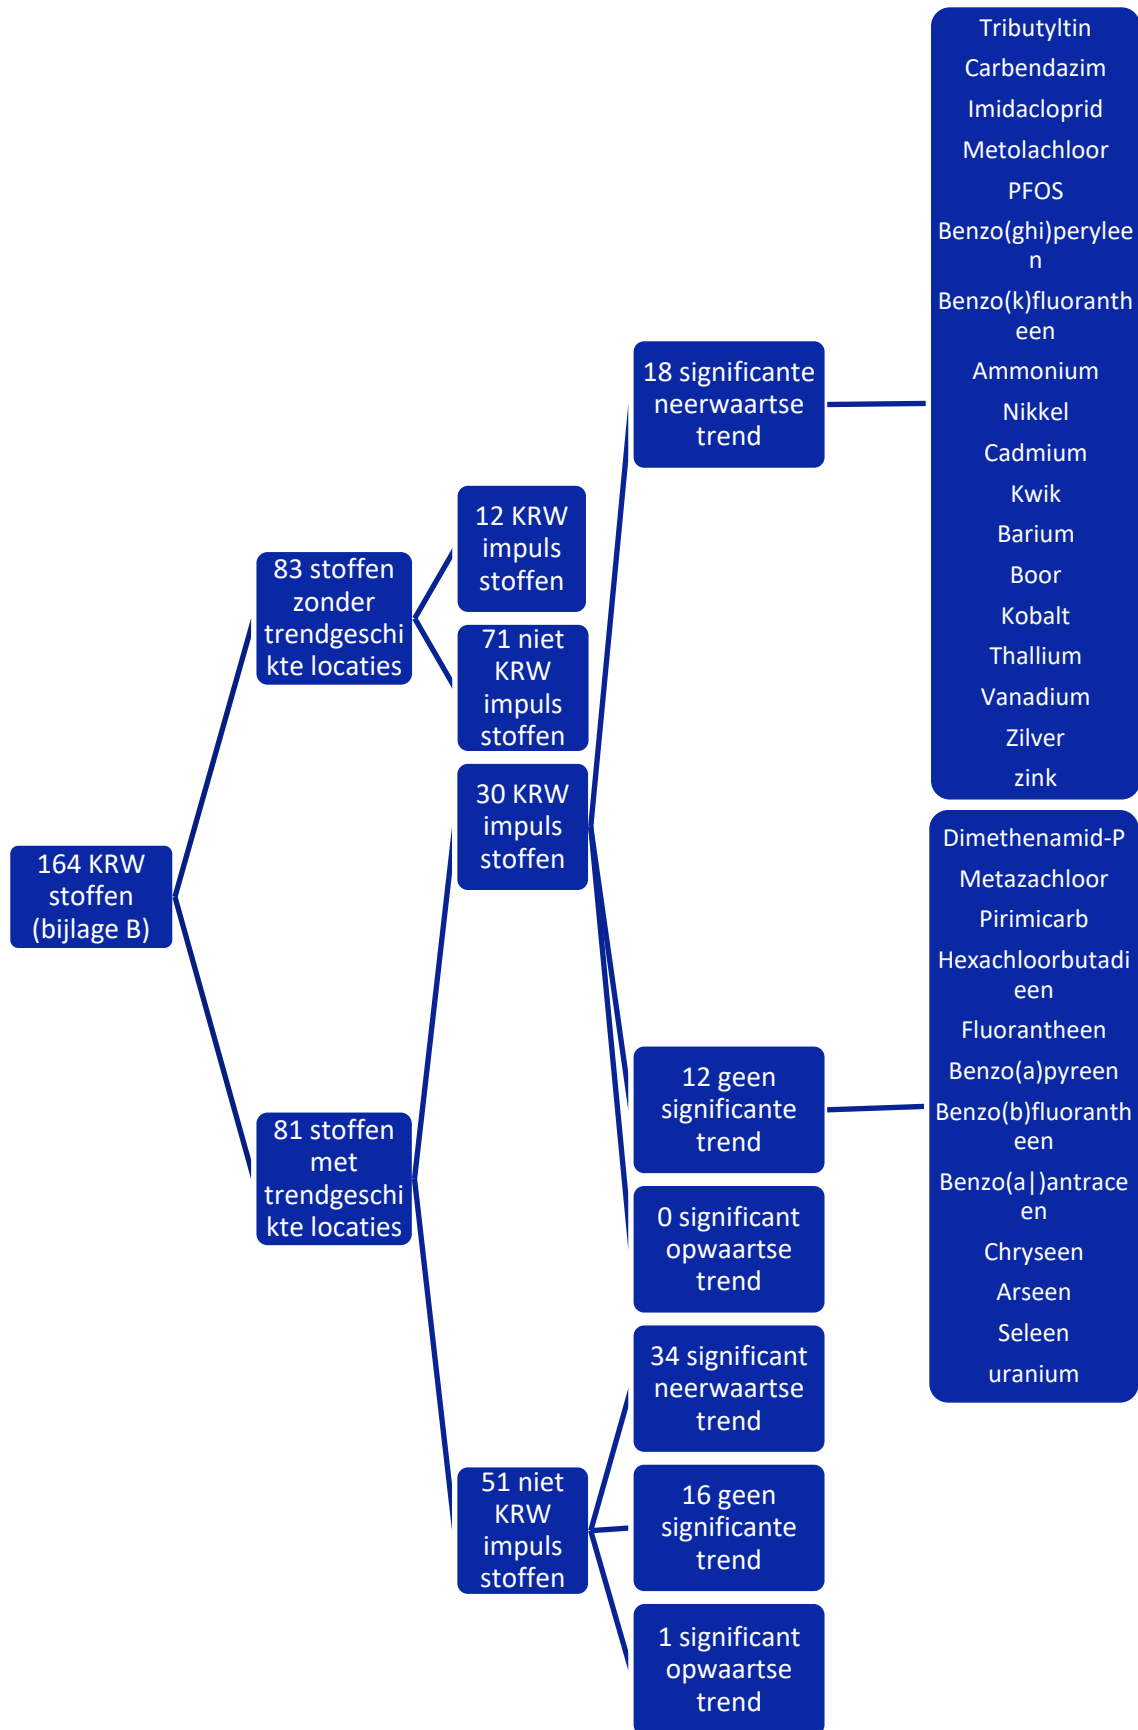 164 KRW
stoffen
(bijlage B)
83 stoffen
zonder
trendgeschi
kte locaties
12 KRW
impuls
stoffen
71 niet
KRW
impuls
stoffen
81 stoffen
met
trendgeschi
kte locaties
30 KRW
impuls
stoffen
18 significante
neerwaartse
trend
Tributyltin
Carbendazim
Imidacloprid
Metolachloor
PFOS
Benzo(ghi)perylee
n
Benzo(k)fluoranth
een
Ammonium
Nikkel
Cadmium
Kwik
Barium
Boor
Kobalt
Thallium
Vanadium
Zilver
zink
12 geen
significante
trend
Dimethenamid-P
Metazachloor
Pirimicarb
Hexachloorbutadi
een
Fluorantheen
Benzo(a)pyreen
Benzo(b)fluoranth
een
Benzo(a|)antrace
en
Chryseen
Arseen
Seleen
uranium
0 significant
opwaartse
trend
51 niet
KRW
impuls
stoffen
34 significant
neerwaartse
trend
16 geen
significante
trend
1 significant
opwaartse
trend